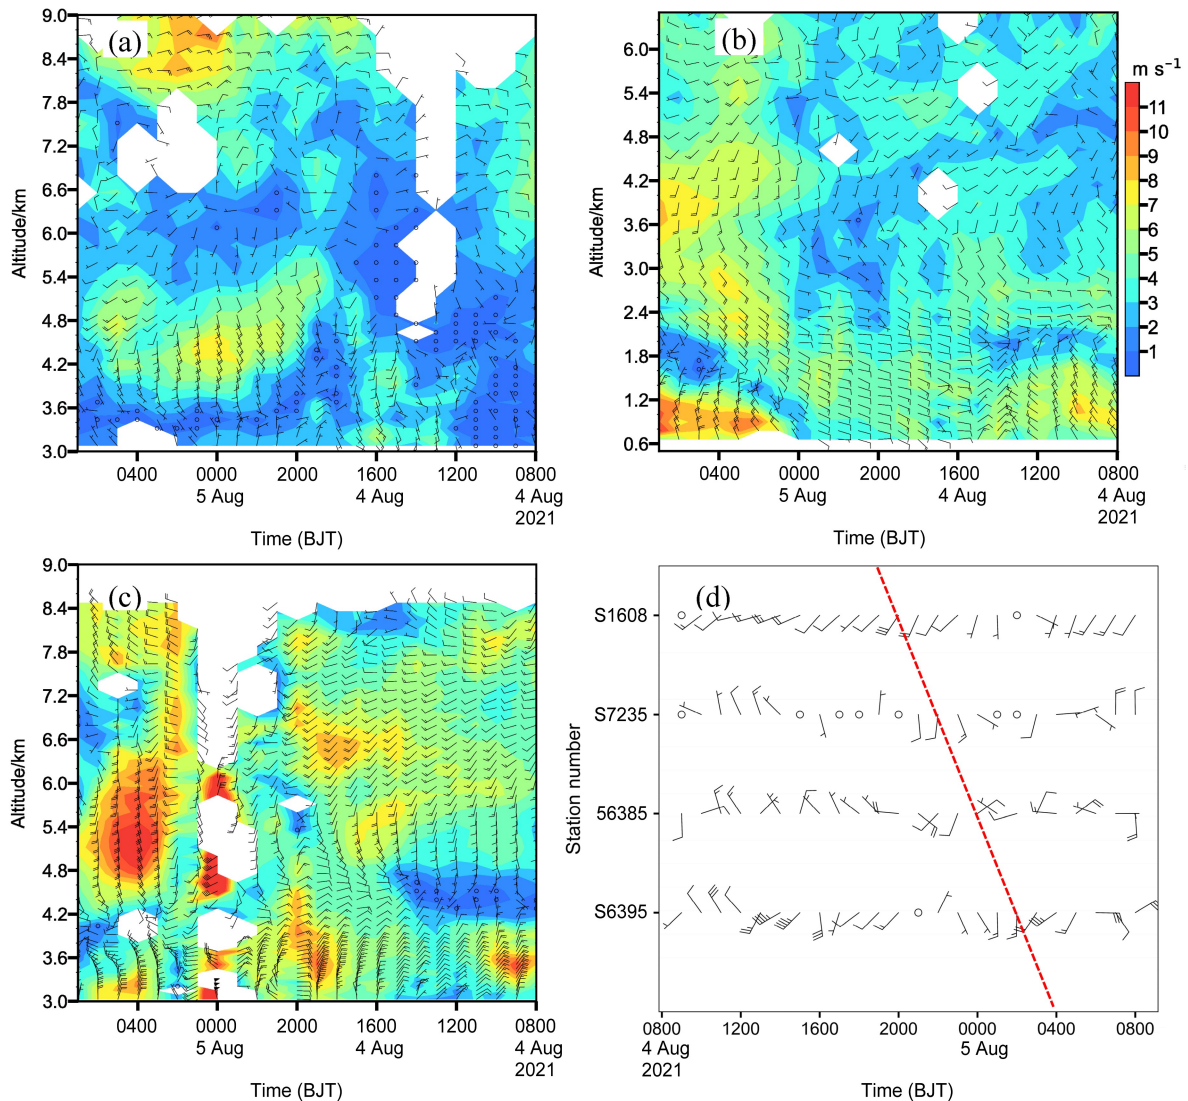 (a)
9.0
8.4
7.8
7.2
6.6
6.0
5.4
4.8
4.2
3.6
3.0
Altitude/km
0400 0000 2000 1600 1200 0800
5 Aug 4 Aug 4 Aug
2021
Time (BJT)
(b)
6.0
5.4
4.8
4.2
3.6
3.0
2.4
1.8
1.2
0.6
Altitude/km
0400 0000 2000 1600 1200 0800
5 Aug 4 Aug 4 Aug
2021
Time (BJT)
m s⁻¹
11
10
9
8
7
6
5
4
3
2
1
(c)
9.0
8.4
7.8
7.2
6.6
6.0
5.4
4.8
4.2
3.6
3.0
Altitude/km
0400 0000 2000 1600 1200 0800
5 Aug 4 Aug 4 Aug
2021
Time (BJT)
(d)
S1608
S7235
S6385
S6395
Station number
0800 1200 1600 2000 0000 0400 0800
4 Aug 5 Aug
2021
Time (BJT)